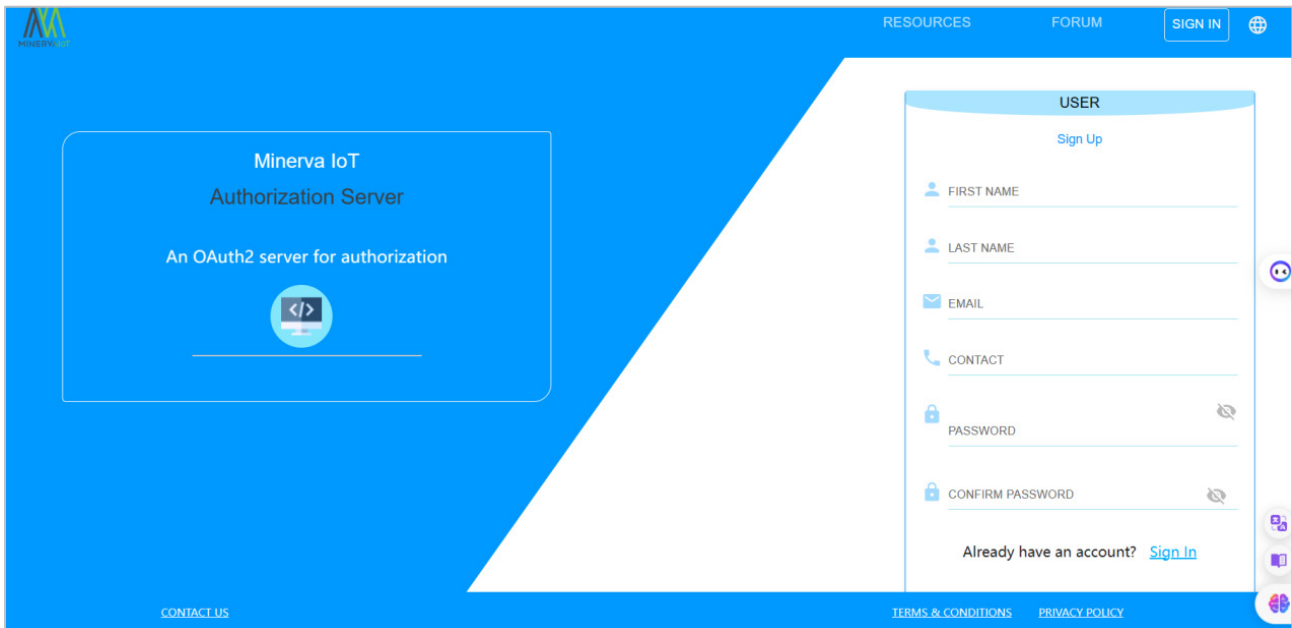 MINERVAIOT
RESOURCES
FORUM
SIGN IN
Minerva IoT
Authorization Server
An OAuth2 server for authorization
</>
USER
Sign Up
FIRST NAME
LAST NAME
EMAIL
CONTACT
PASSWORD
CONFIRM PASSWORD
Already have an account? Sign In
CONTACT US
TERMS & CONDITIONS
PRIVACY POLICY